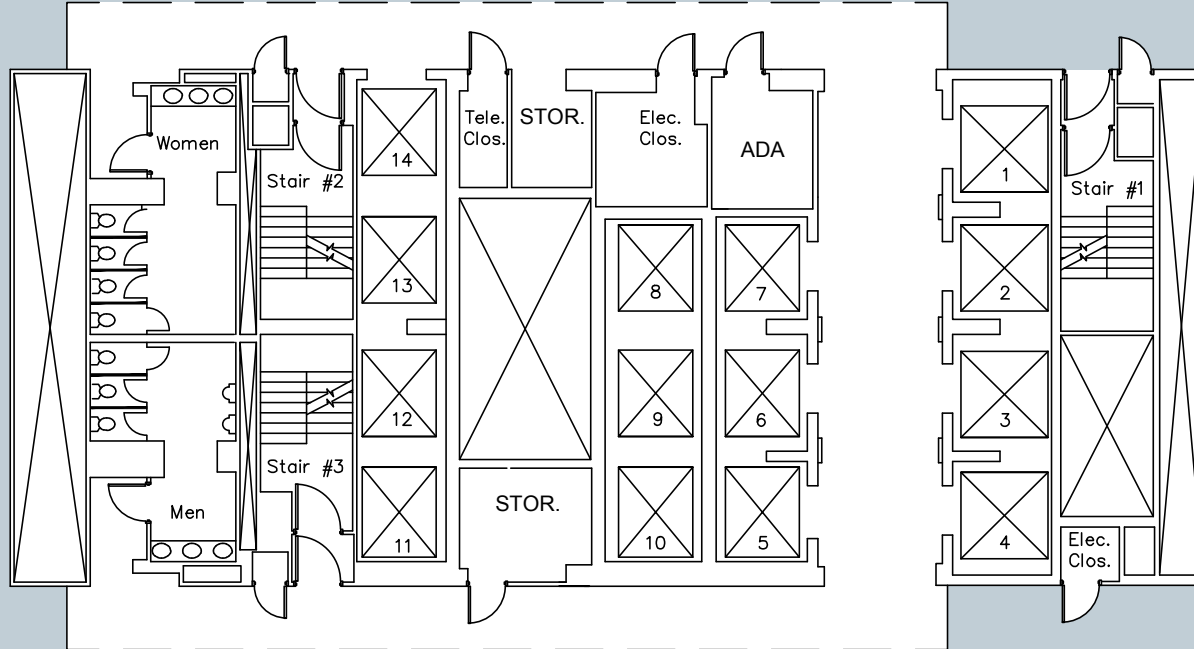 Women
Stair #2
14
Tele.
Clos.
STOR.
Elec.
Clos.
ADA
1
Stair #1
13
8
7
2
12
9
6
3
Stair #3
Men
11
STOR.
10
5
4
Elec.
Clos.